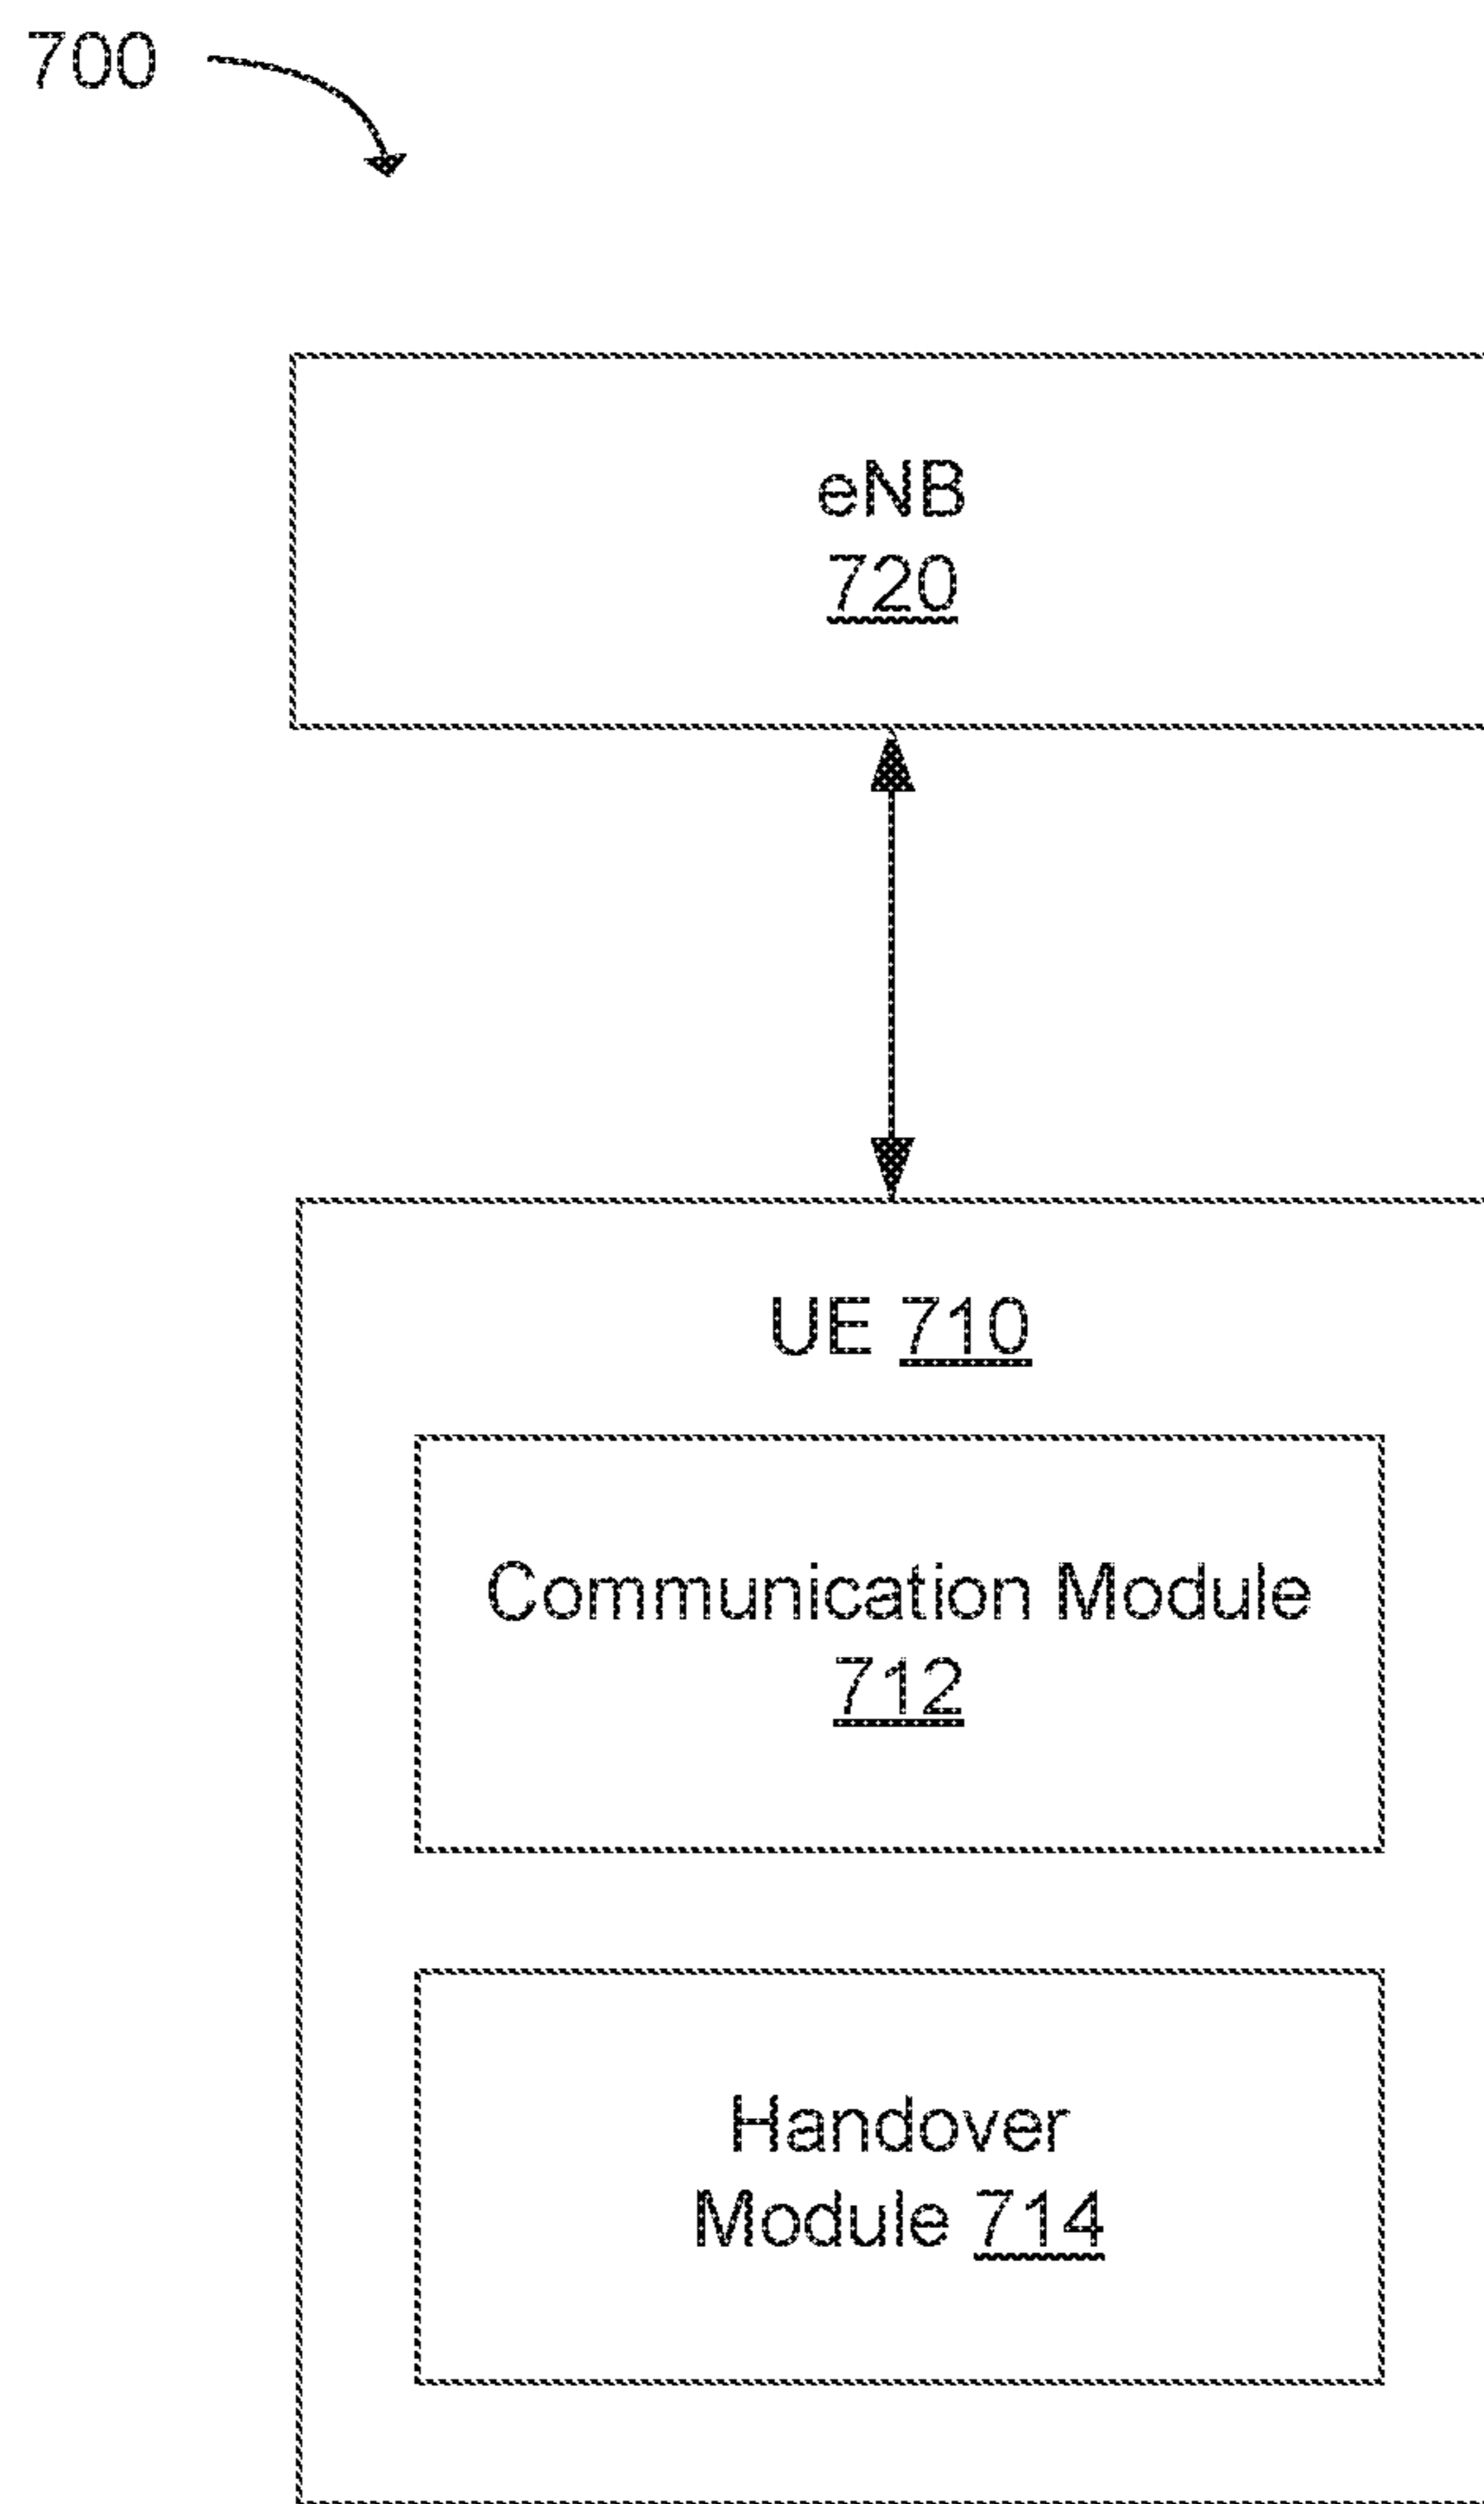 700
eNB
720
UE 710
Communication Module
712
Handover
Module 714